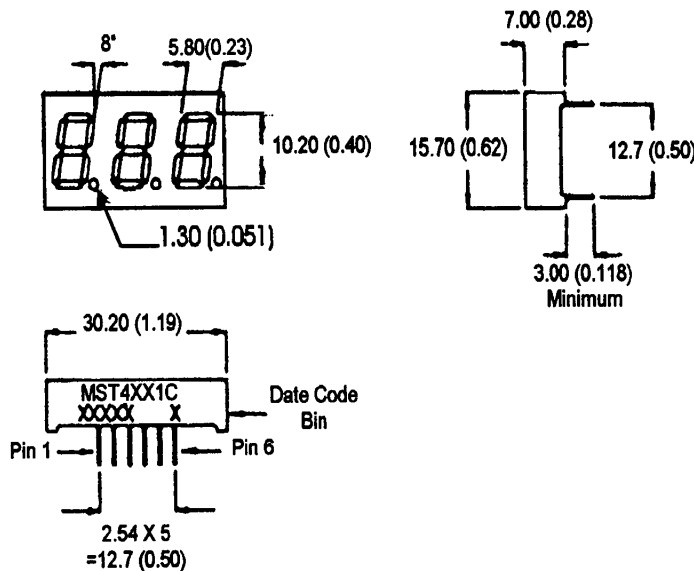 8°
5.80(0.23)
10.20 (0.40)
1.30 (0.051)
7.00 (0.28)
15.70 (0.62)
12.7 (0.50)
3.00 (0.118)
Minimum
30.20 (1.19)
MST4XX1C
XXXXX X
Date Code
Bin
Pin 1
Pin 6
2.54 X 5
=12.7 (0.50)